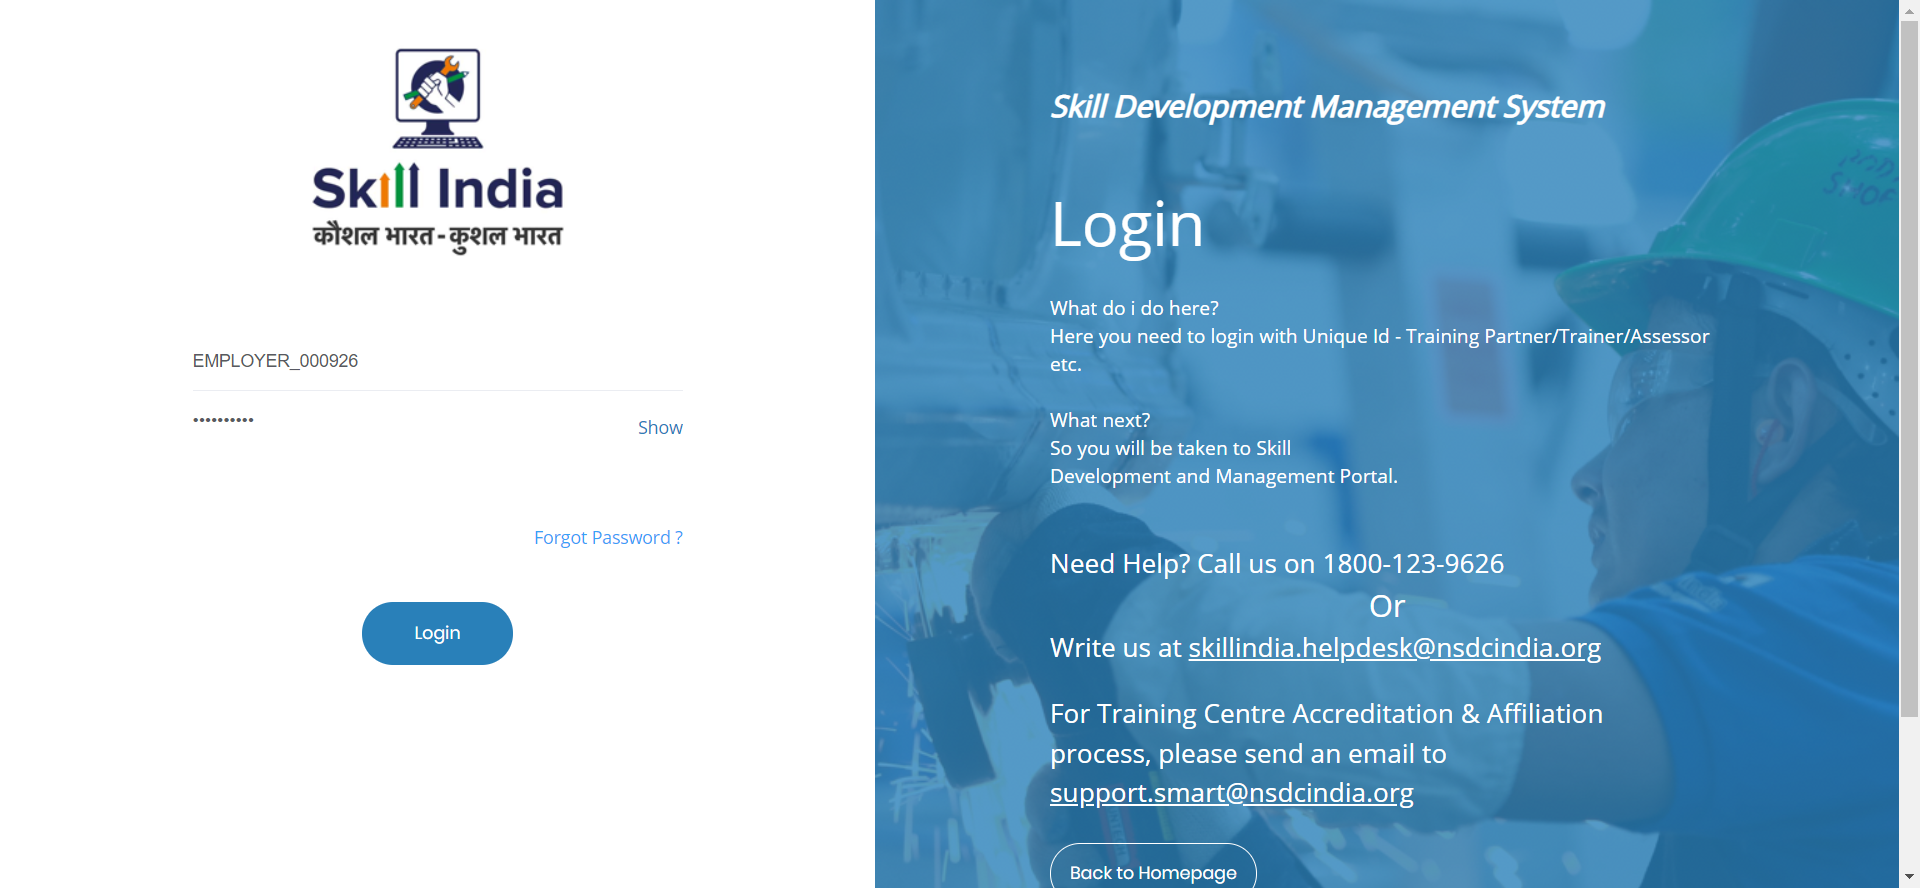 Skill India
कौशल भारत - कुशल भारत
EMPLOYER_000926
••••••••••
Show
Forgot Password ?
Login
Skill Development Management System
Login
What do i do here?
Here you need to login with Unique Id - Training Partner/Trainer/Assessor
etc.
What next?
So you will be taken to Skill
Development and Management Portal.
Need Help? Call us on 1800-123-9626
Or
Write us at skillindia.helpdesk@nsdcindia.org
For Training Centre Accreditation & Affiliation
process, please send an email to
support.smart@nsdcindia.org
Back to Homepage